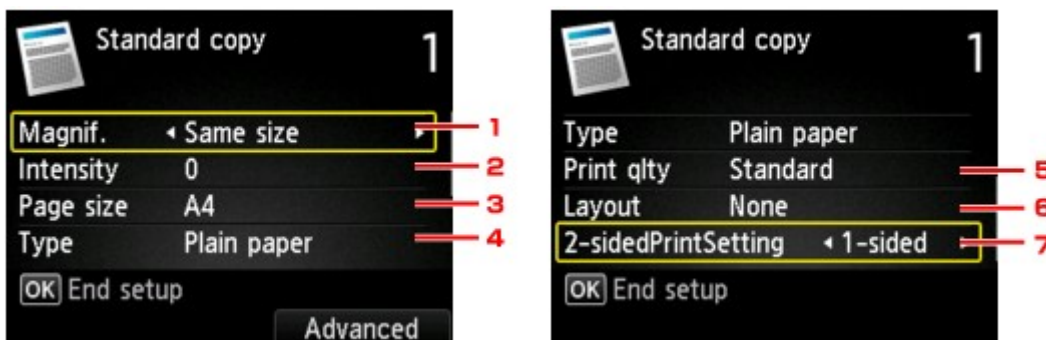 Standard copy 1
Magnif. Same size 1
Intensity 0 2
Page size A4 3
Type Plain paper 4
OK End setup
Advanced
Standard copy 1
Type Plain paper
Print qlty Standard 5
Layout None 6
2-sidedPrintSetting 1-sided 7
OK End setup